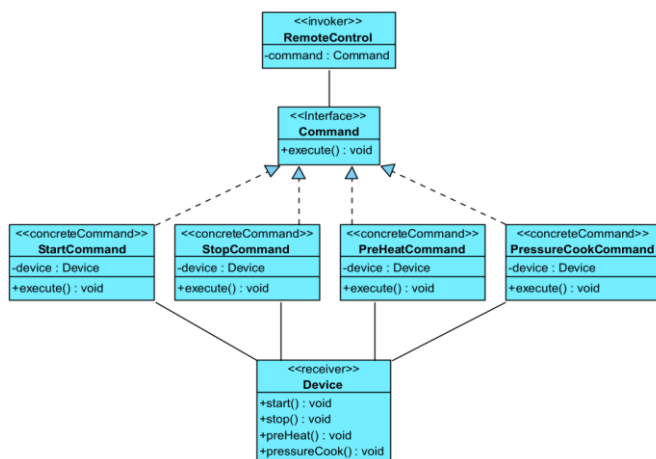 <<invoker>>
RemoteControl
-command : Command
<<Interface>>
Command
+execute() : void
<<concreteCommand>>
StartCommand
-device : Device
+execute() : void
<<concreteCommand>>
StopCommand
-device : Device
+execute() : void
<<concreteCommand>>
PreHeatCommand
-device : Device
+execute() : void
<<concreteCommand>>
PressureCookCommand
-device : Device
+execute() : void
<<receiver>>
Device
+start() : void
+stop() : void
+preHeat() : void
+pressureCook() : void